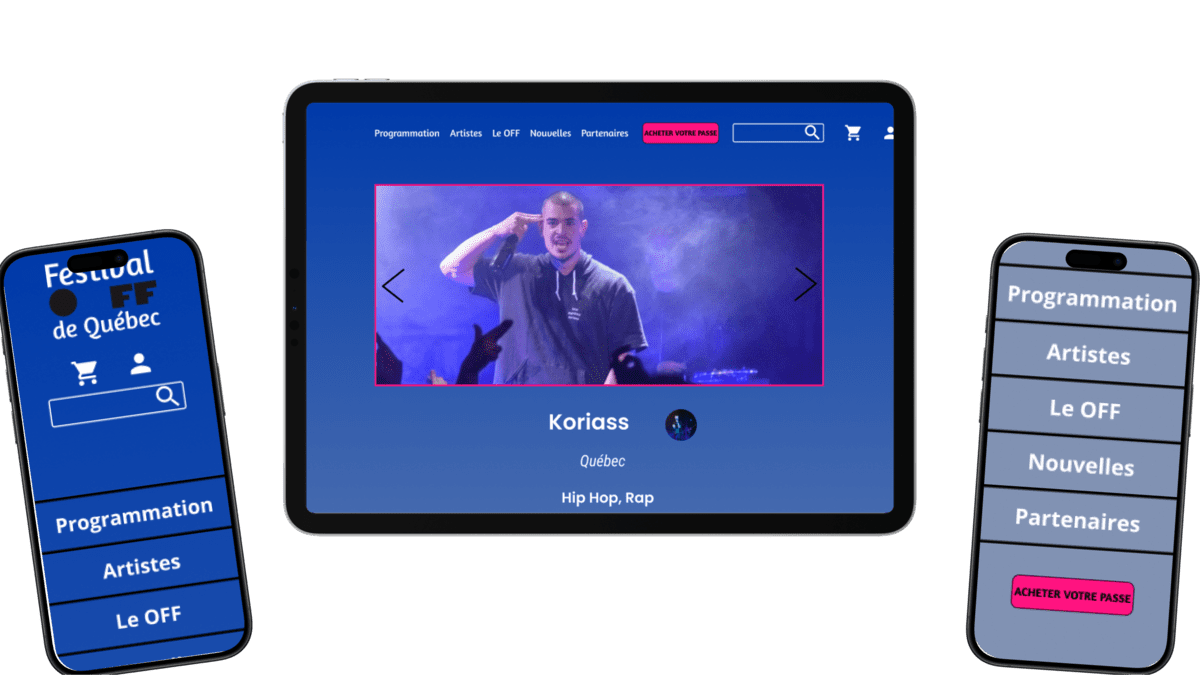 Festival
OFF
de Québec
Programmation
Artistes
Le OFF
Programmation Artistes Le OFF Nouvelles Partenaires ACHETER VOTRE PASSE
Koriass
Québec
Hip Hop, Rap
Programmation
Artistes
Le OFF
Nouvelles
Partenaires
ACHETER VOTRE PASSE